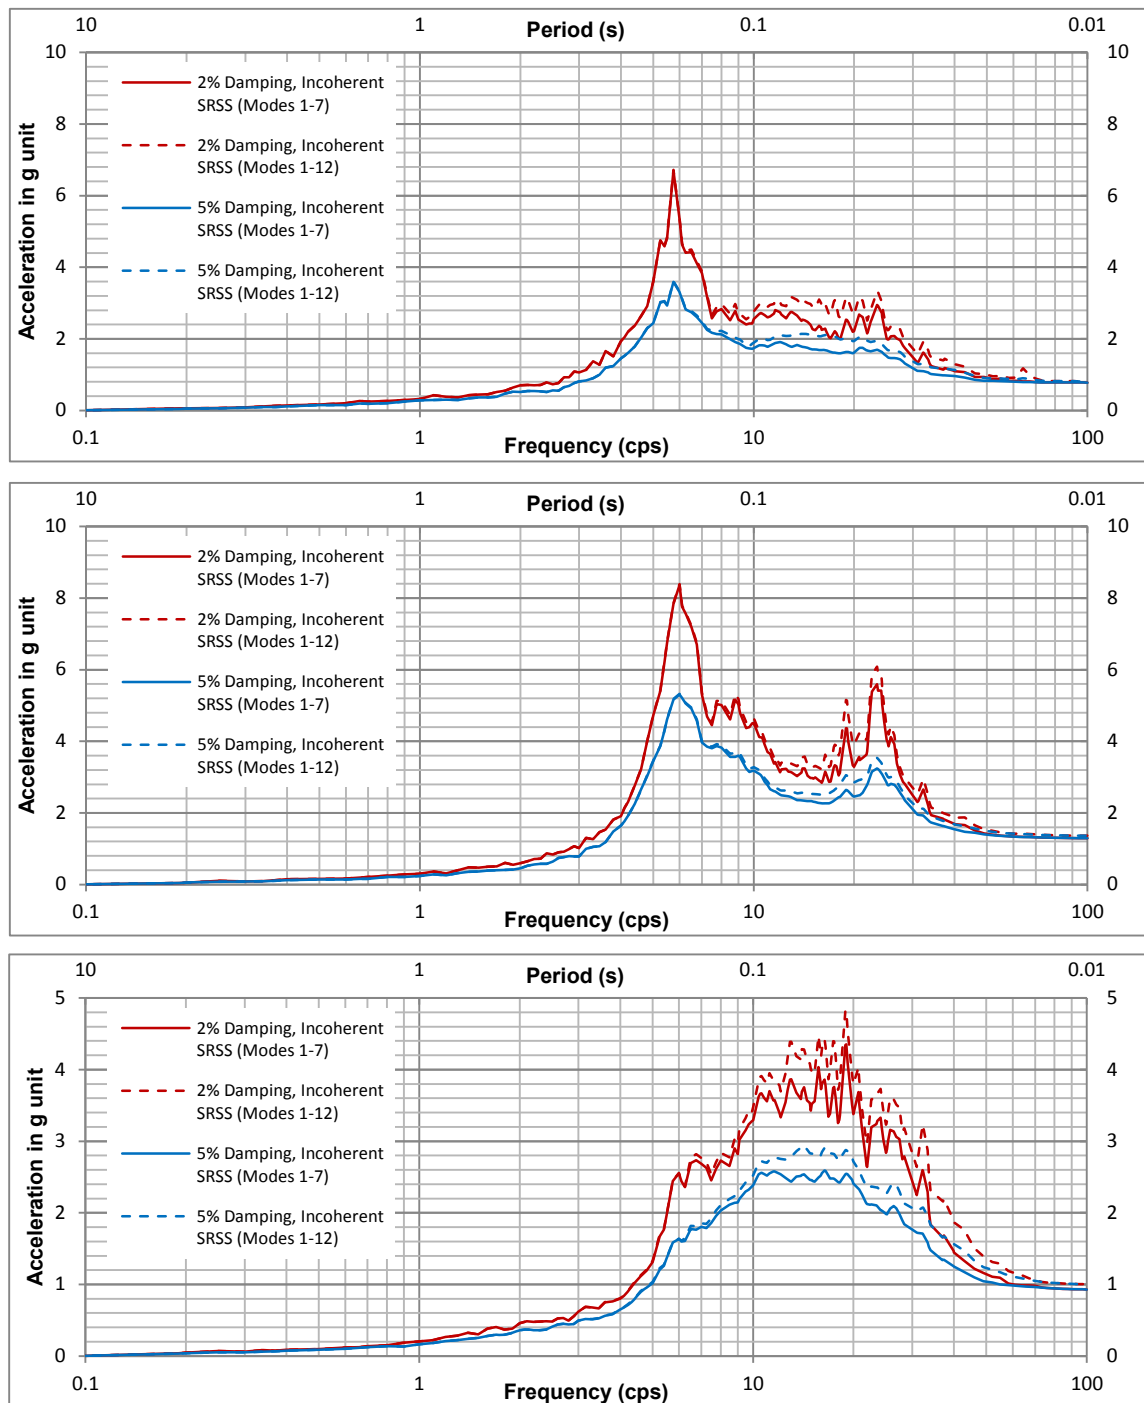 10 1 0.1 0.01
Period (s)
10 10
2% Damping, Incoherent
SRSS (Modes 1-7)
8 8
2% Damping, Incoherent
SRSS (Modes 1-12)
6 6
5% Damping, Incoherent
SRSS (Modes 1-7)
4 4
5% Damping, Incoherent
SRSS (Modes 1-12)
2 2
0 0
Acceleration in g unit
0.1 1 10 100
Frequency (cps)
10 1 0.1 0.01
Period (s)
10 10
2% Damping, Incoherent
SRSS (Modes 1-7)
8 8
2% Damping, Incoherent
SRSS (Modes 1-12)
6 6
5% Damping, Incoherent
SRSS (Modes 1-7)
4 4
5% Damping, Incoherent
SRSS (Modes 1-12)
2 2
0 0
Acceleration in g unit
0.1 1 10 100
Frequency (cps)
10 1 0.1 0.01
Period (s)
5 5
2% Damping, Incoherent
SRSS (Modes 1-7)
4 4
2% Damping, Incoherent
SRSS (Modes 1-12)
3 3
5% Damping, Incoherent
SRSS (Modes 1-7)
2 2
5% Damping, Incoherent
SRSS (Modes 1-12)
1 1
0 0
Acceleration in g unit
0.1 1 10 100
Frequency (cps)